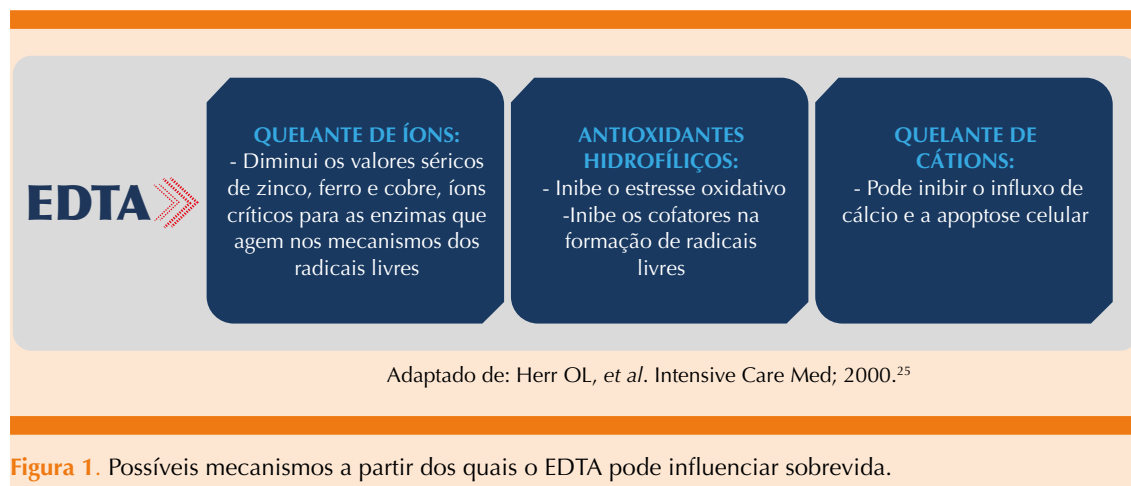 EDTA
QUELANTE DE ÍONS:
- Diminui os valores séricos
de zinco, ferro e cobre, íons
críticos para as enzimas que
agem nos mecanismos dos
radicais livres
ANTIOXIDANTES
HIDROFÍLIÇOS:
- Inibe o estresse oxidativo
-Inibe os cofatores na
formação de radicais
livres
QUELANTE DE
CÁTIONS:
- Pode inibir o influxo de
cálcio e a apoptose celular
Adaptado de: Herr OL, et al. Intensive Care Med; 2000.²⁵
Figura 1. Possíveis mecanismos a partir dos quais o EDTA pode influenciar sobrevida.